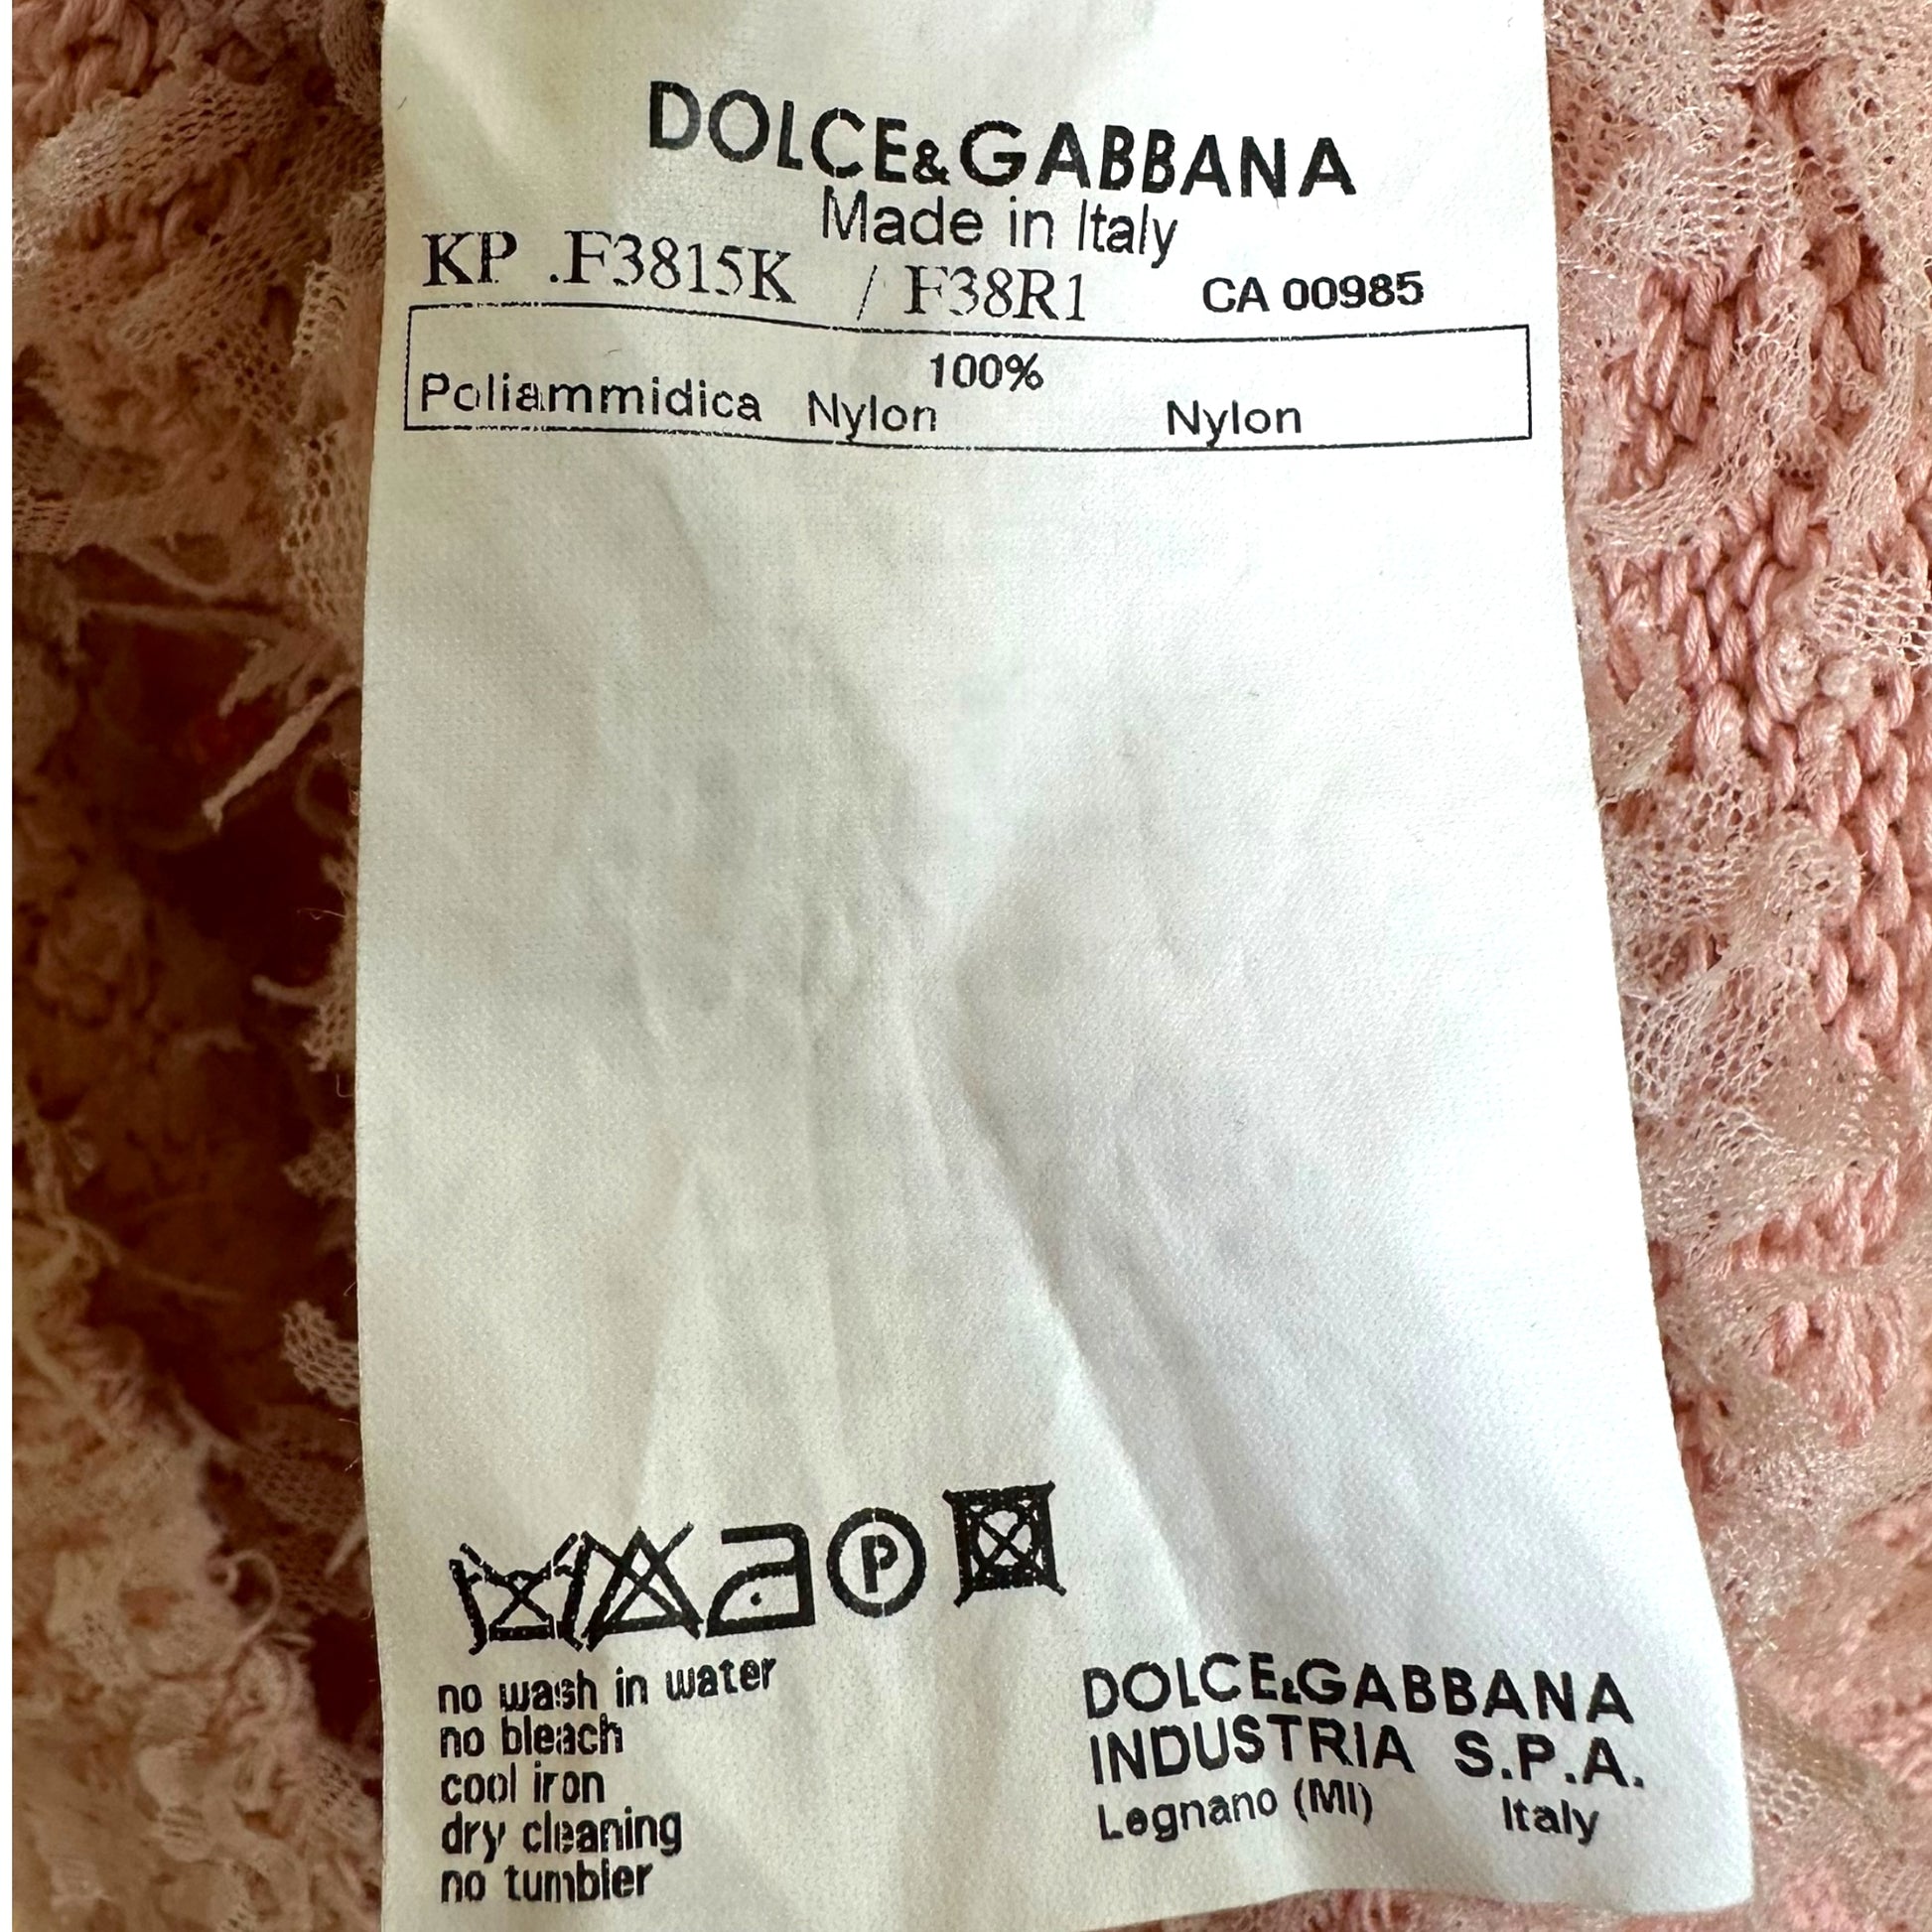 DOLCE&GABBANA
Made in Italy
KP .F3815K / F38R1 CA 00985
100%
Poliammidica Nylon Nylon
P
no wash in water
no bleach
cool iron
dry cleaning
no tumbler
DOLCE&GABBANA
INDUSTRIA S.P.A.
Legnano (MI) Italy